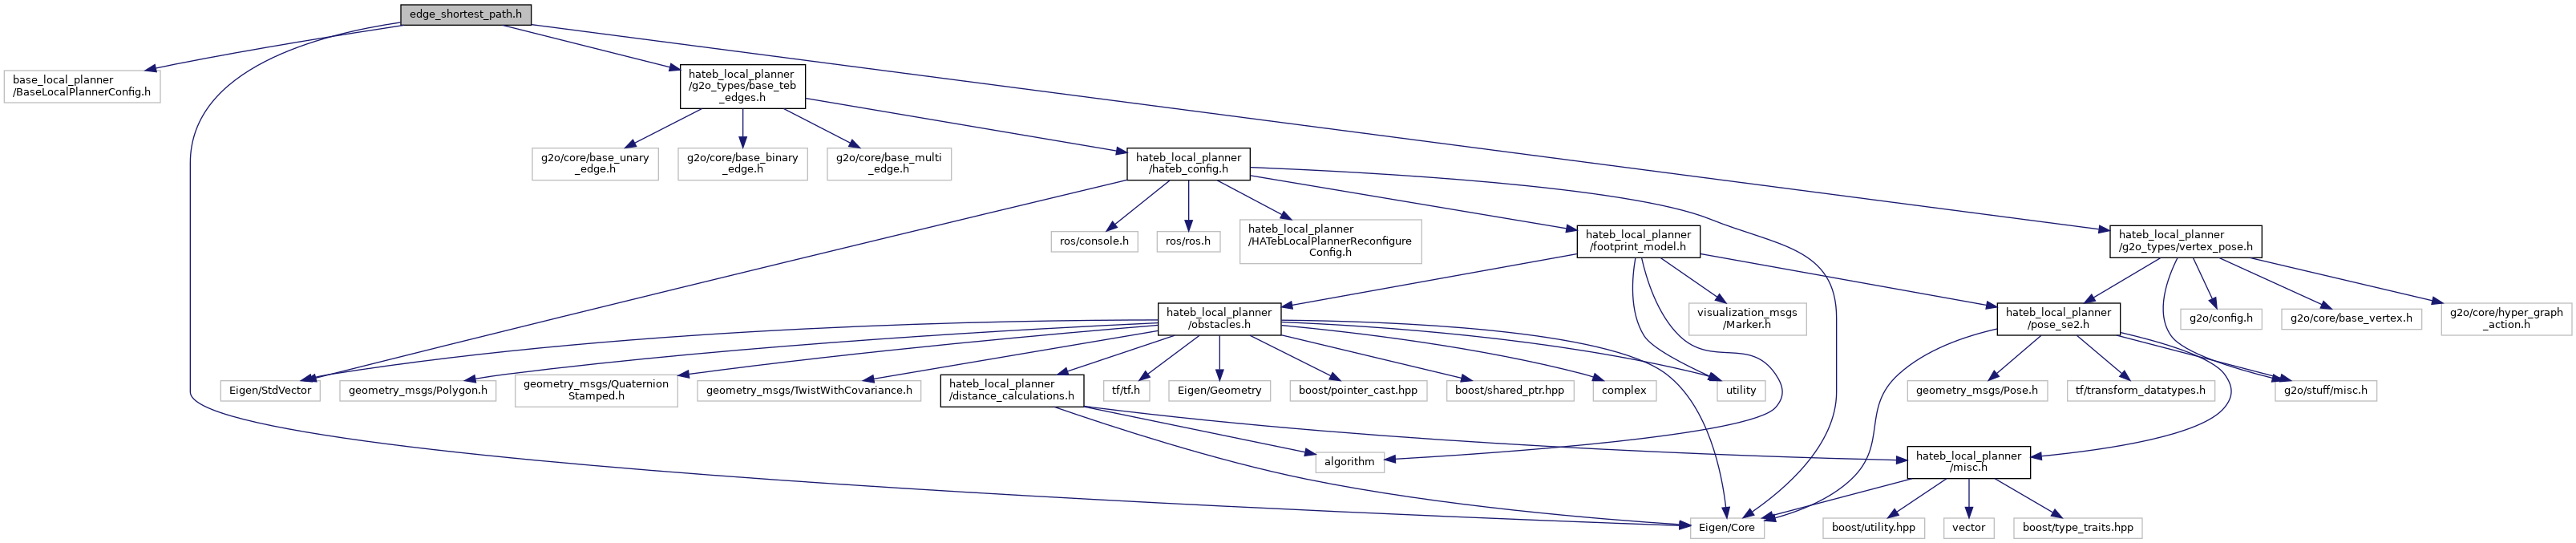 edge_shortest_path.h
base_local_planner
/BaseLocalPlannerConfig.h
hateb_local_planner
/g2o_types/base_teb
_edges.h
g2o/core/base_unary
_edge.h
g2o/core/base_binary
_edge.h
g2o/core/base_multi
_edge.h
hateb_local_planner
/hateb_config.h
ros/console.h
ros/ros.h
hateb_local_planner
/HATebLocalPlannerReconfigure
Config.h
hateb_local_planner
/footprint_model.h
hateb_local_planner
/g2o_types/vertex_pose.h
hateb_local_planner
/obstacles.h
visualization_msgs
/Marker.h
hateb_local_planner
/pose_se2.h
g2o/config.h
g2o/core/base_vertex.h
g2o/core/hyper_graph
_action.h
Eigen/StdVector
geometry_msgs/Polygon.h
geometry_msgs/Quaternion
Stamped.h
geometry_msgs/TwistWithCovariance.h
hateb_local_planner
/distance_calculations.h
tf/tf.h
Eigen/Geometry
boost/pointer_cast.hpp
boost/shared_ptr.hpp
complex
utility
geometry_msgs/Pose.h
tf/transform_datatypes.h
g2o/stuff/misc.h
algorithm
hateb_local_planner
/misc.h
Eigen/Core
boost/utility.hpp
vector
boost/type_traits.hpp